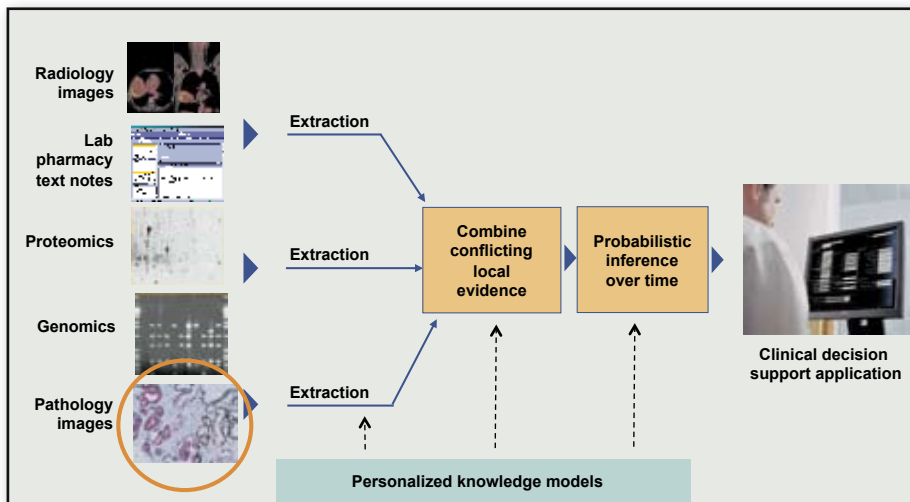 Radiology
images
Lab
pharmacy
text notes
Proteomics
Genomics
Pathology
images
Extraction
Extraction
Extraction
Combine
conflicting
local
evidence
Probabilistic
inference
over time
Clinical decision
support application
Personalized knowledge models